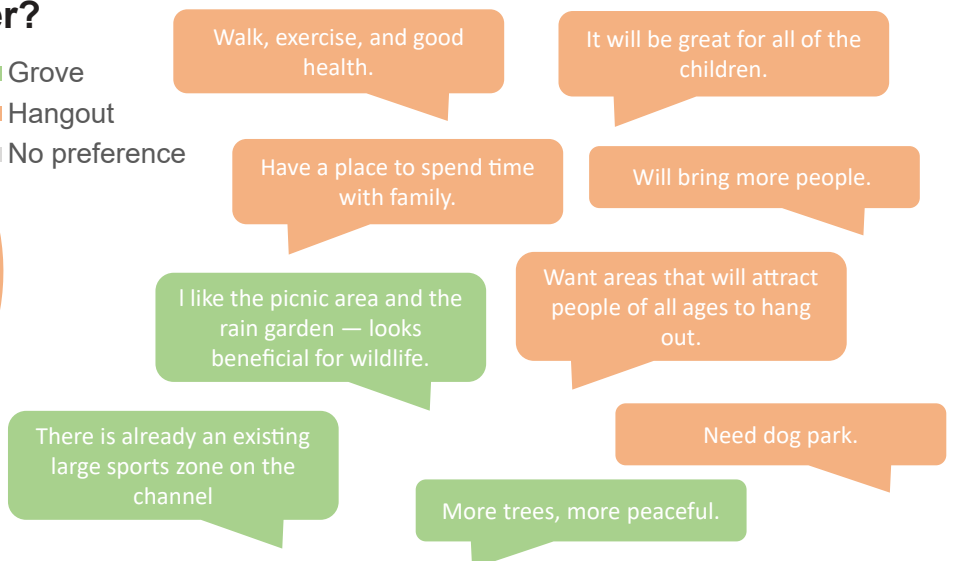 er?
Grove
Hangout
No preference
Walk, exercise, and good
health.
It will be great for all of the
children.
Have a place to spend time
with family.
Will bring more people.
I like the picnic area and the
rain garden — looks
beneficial for wildlife.
Want areas that will attract
people of all ages to hang
out.
There is already an existing
large sports zone on the
channel
Need dog park.
More trees, more peaceful.